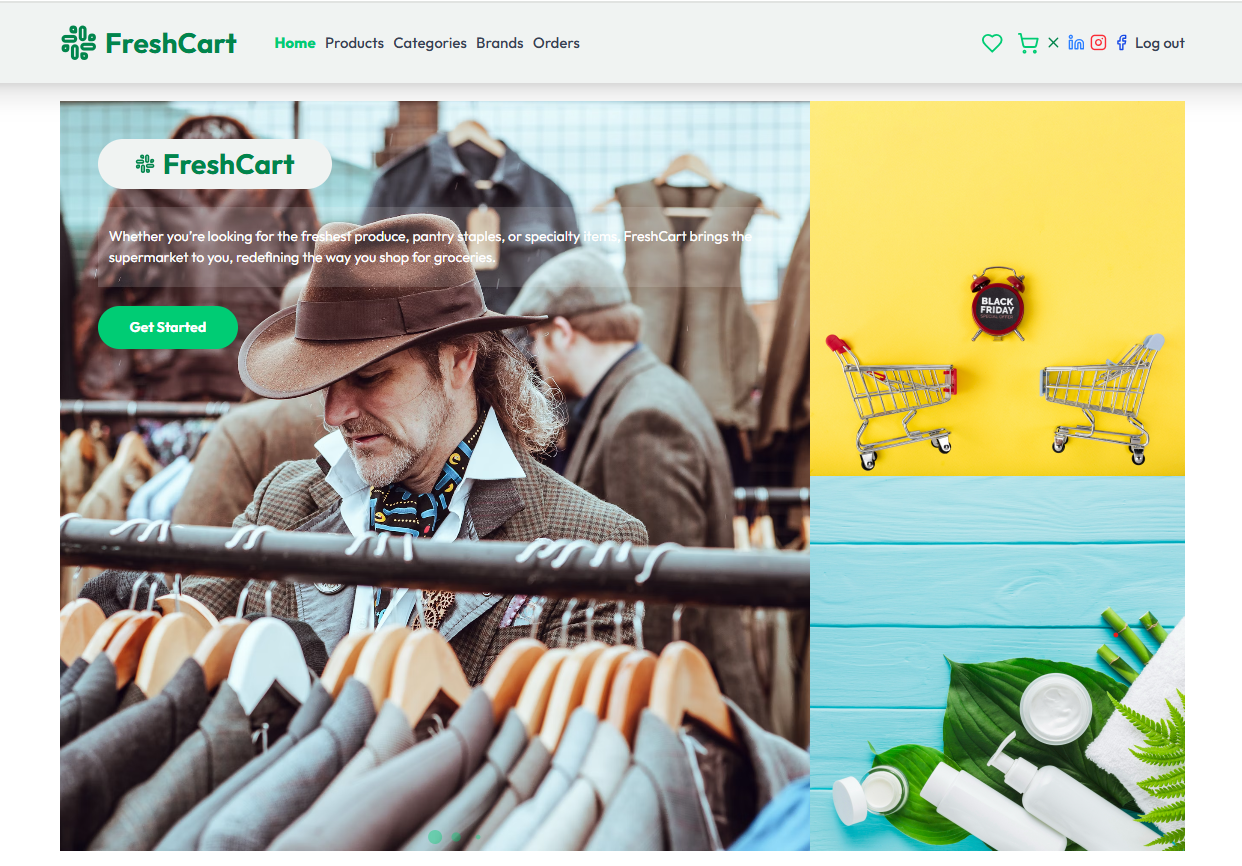 FreshCart
Home Products Categories Brands Orders
Log out
FreshCart
Whether you're looking for the freshest produce, pantry staples, or specialty items, FreshCart brings the
supermarket to you, redefining the way you shop for groceries.
Get Started
BLACK
FRIDAY
SPECIAL OFFER